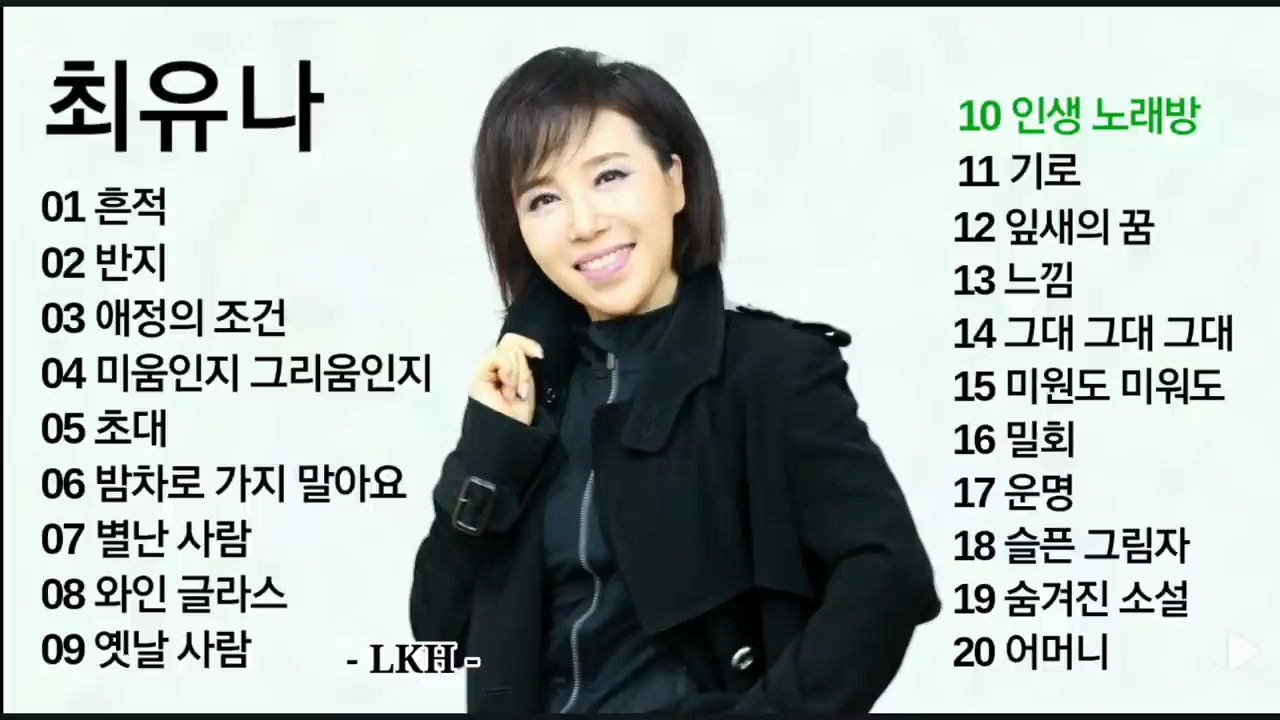 최유나
01 흔적
02 반지
03 애정의 조건
04 미움인지 그리움인지
05 초대
06 밤차로 가지 말아요
07 별난 사람
08 와인 글라스
09 옛날 사람
- LKH -
10 인생 노래방
11 기로
12 잎새의 꿈
13 느낌
14 그대 그대 그대
15 미원도 미워도
16 밀회
17 운명
18 슬픈 그림자
19 숨겨진 소설
20 어머니